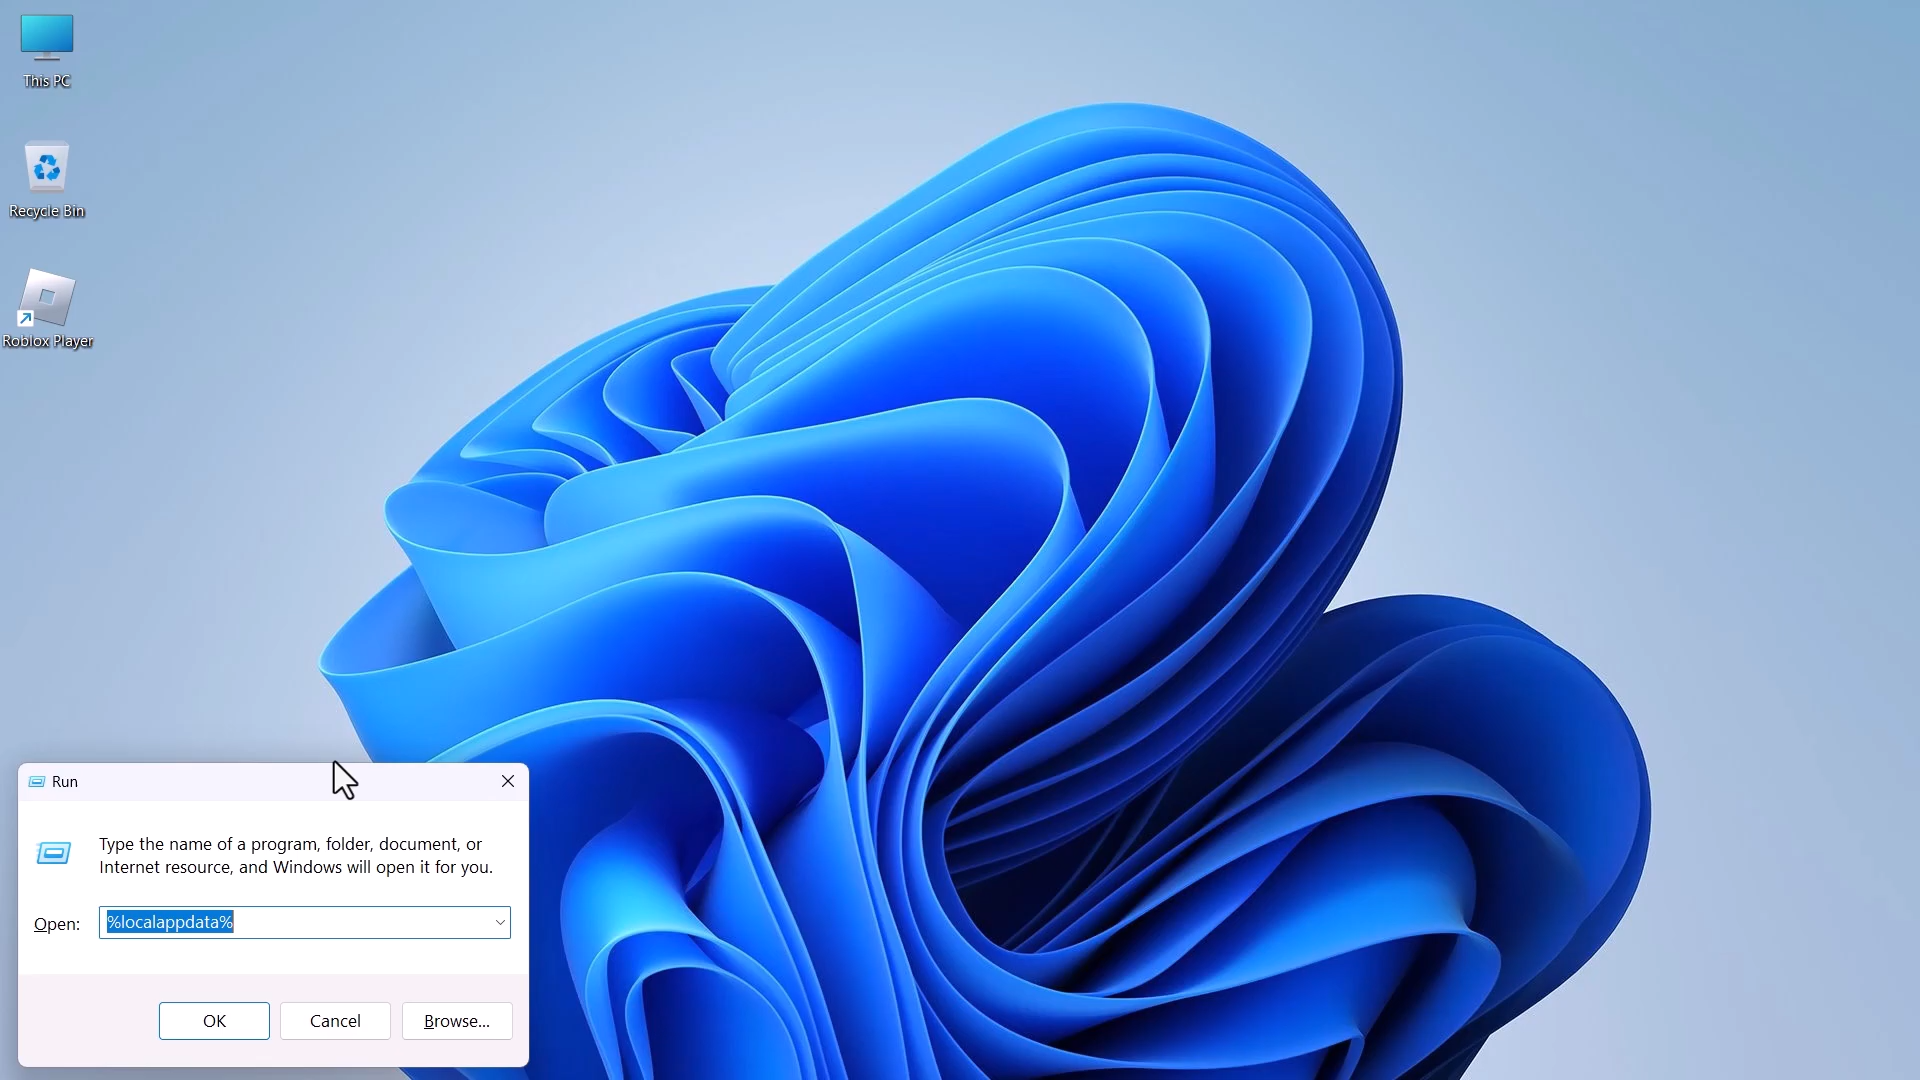 This PC
Recycle Bin
Roblox Player
Run
Type the name of a program, folder, document, or
Internet resource, and Windows will open it for you.
Open: %localappdata%
OK Cancel Browse...